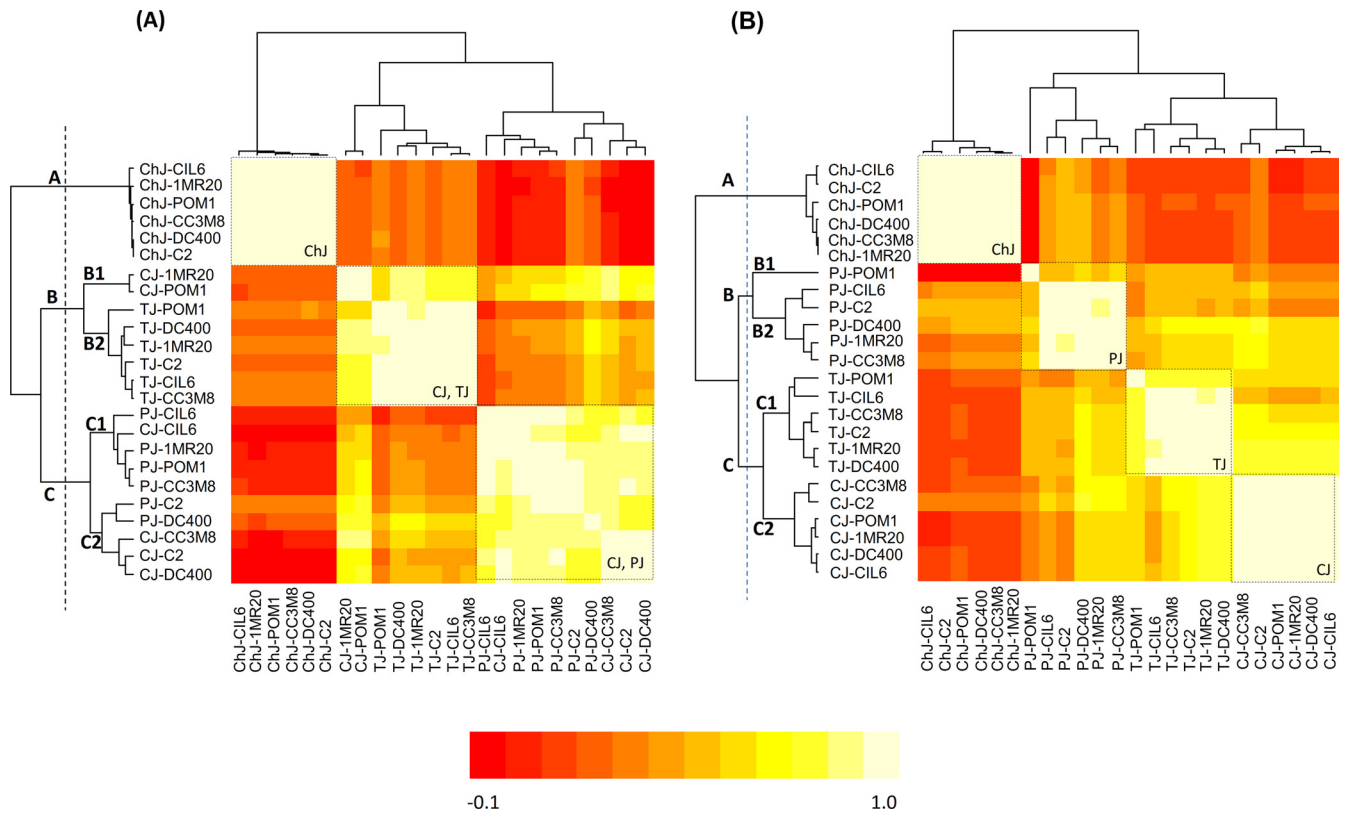 (A)
(B)
A
B1
B
B2
C1
C
C2
ChJ-CIL6
ChJ-1MR20
ChJ-POM1
ChJ-CC3M8
ChJ-DC400
ChJ-C2
CJ-1MR20
CJ-POM1
TJ-POM1
TJ-DC400
TJ-1MR20
TJ-C2
TJ-CIL6
TJ-CC3M8
PJ-CIL6
CJ-CIL6
PJ-1MR20
PJ-POM1
PJ-CC3M8
PJ-C2
PJ-DC400
CJ-CC3M8
CJ-C2
CJ-DC400
ChJ
CJ, TJ
CJ, PJ
ChJ-CIL6
ChJ-1MR20
ChJ-POM1
ChJ-CC3M8
ChJ-DC400
ChJ-C2
CJ-1MR20
CJ-POM1
TJ-POM1
TJ-DC400
TJ-1MR20
TJ-C2
TJ-CIL6
TJ-CC3M8
PJ-CIL6
CJ-CIL6
PJ-1MR20
PJ-POM1
PJ-CC3M8
PJ-C2
PJ-DC400
CJ-CC3M8
CJ-C2
CJ-DC400
A
B1
B
B2
C1
C
C2
ChJ-CIL6
ChJ-C2
ChJ-POM1
ChJ-DC400
ChJ-CC3M8
ChJ-1MR20
PJ-POM1
PJ-CIL6
PJ-C2
PJ-DC400
PJ-1MR20
PJ-CC3M8
TJ-POM1
TJ-CIL6
TJ-CC3M8
TJ-C2
TJ-1MR20
TJ-DC400
CJ-CC3M8
CJ-C2
CJ-POM1
CJ-1MR20
CJ-DC400
CJ-CIL6
ChJ
PJ
TJ
CJ
ChJ-CIL6
ChJ-C2
ChJ-POM1
ChJ-DC400
ChJ-CC3M8
ChJ-1MR20
PJ-POM1
PJ-CIL6
PJ-C2
PJ-DC400
PJ-1MR20
PJ-CC3M8
TJ-POM1
TJ-CIL6
TJ-CC3M8
TJ-C2
TJ-1MR20
TJ-DC400
CJ-CC3M8
CJ-C2
CJ-POM1
CJ-1MR20
CJ-DC400
CJ-CIL6
-0.1
1.0